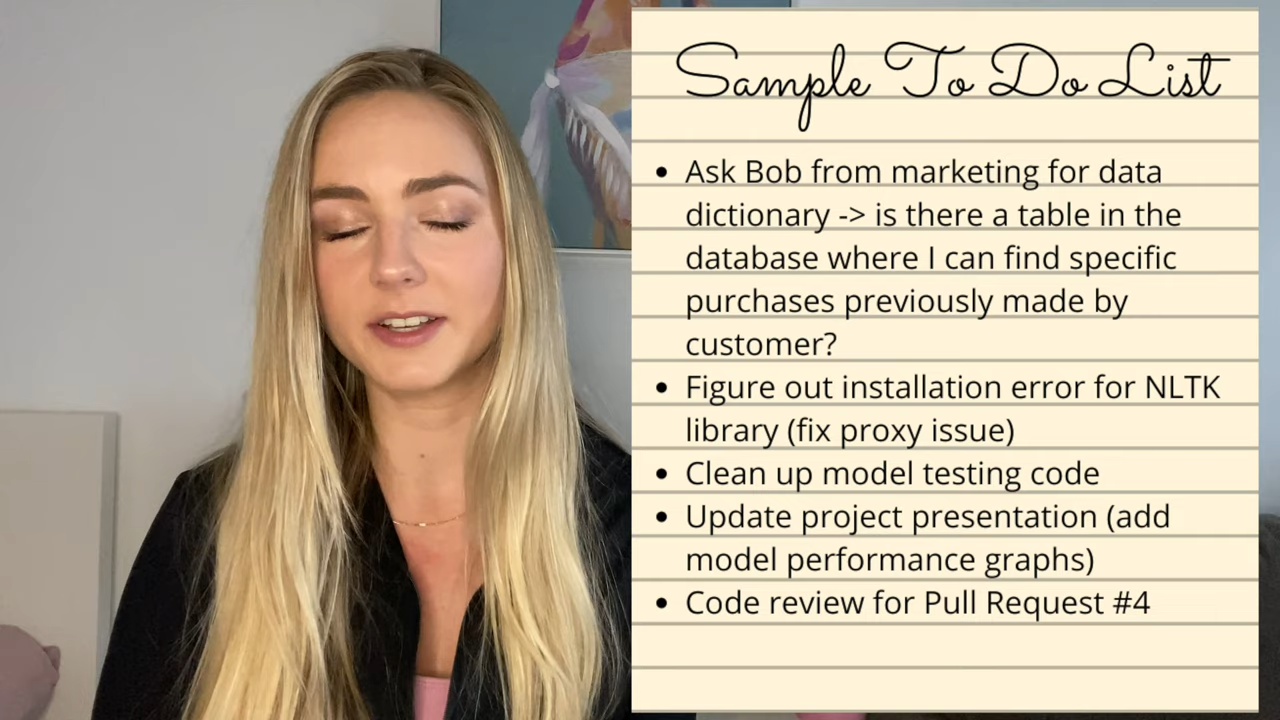 Sample To Do List
• Ask Bob from marketing for data
dictionary -> is there a table in the
database where I can find specific
purchases previously made by
customer?
• Figure out installation error for NLTK
library (fix proxy issue)
• Clean up model testing code
• Update project presentation (add
model performance graphs)
• Code review for Pull Request #4